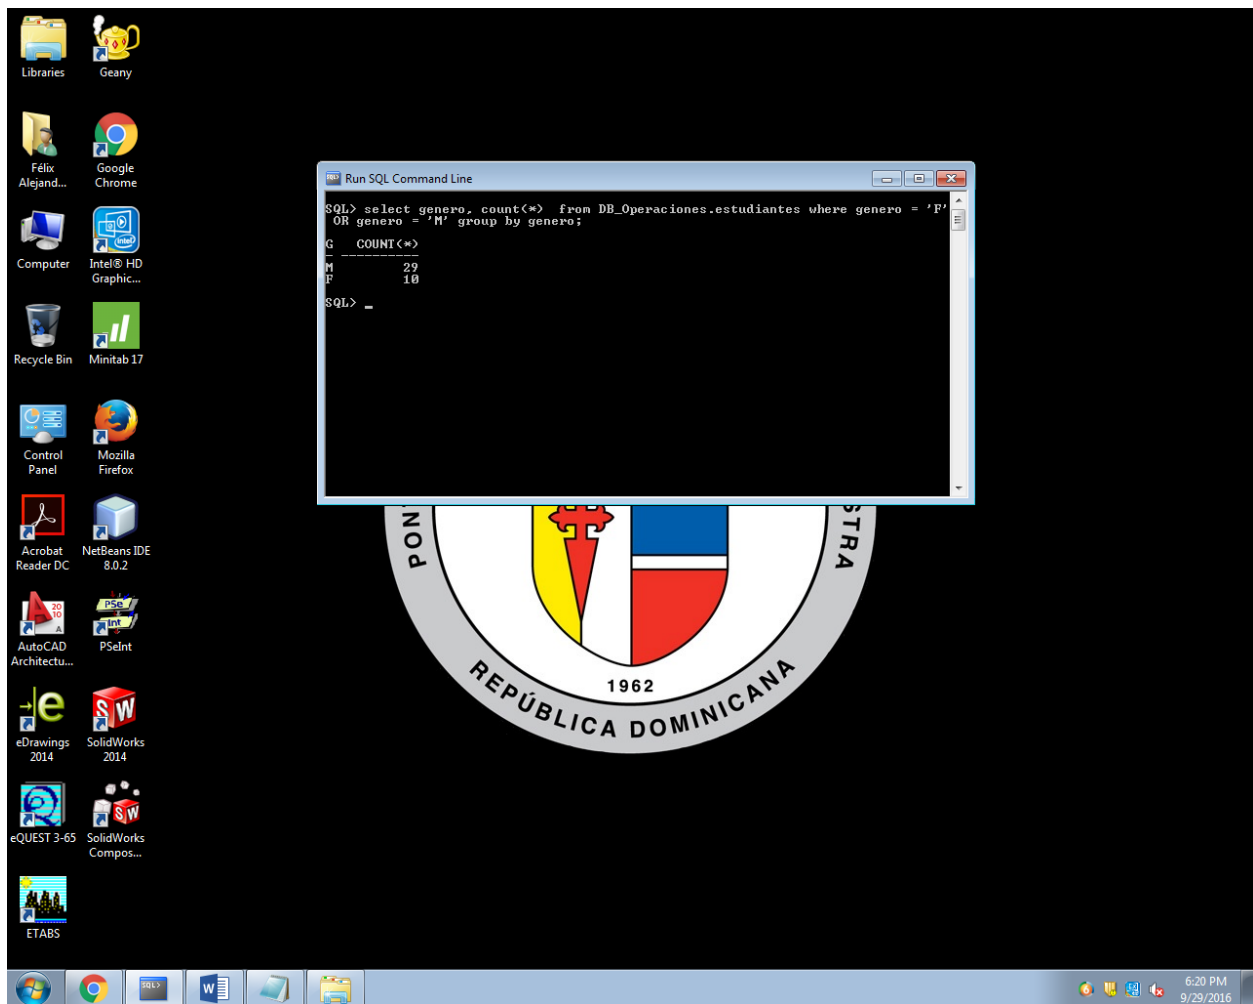 Libraries
Geany
Félix
Alejand...
Google
Chrome
Computer
Intel® HD
Graphic...
Recycle Bin
Minitab 17
Control
Panel
Mozilla
Firefox
Acrobat
Reader DC
NetBeans IDE
8.0.2
AutoCAD
Architectu...
PSeInt
eDrawings
2014
SolidWorks
2014
eQUEST 3-65
SolidWorks
Compos...
ETABS
Run SQL Command Line
SQL> select genero, count(*)  from DB_Operaciones.estudiantes where genero = 'F'
OR genero = 'M' group by genero;
G   COUNT(*)
- ----------
M         29
F         10
SQL> _
PON
STRA
1962
REPÚBLICA DOMINICANA
6:20 PM
9/29/2016